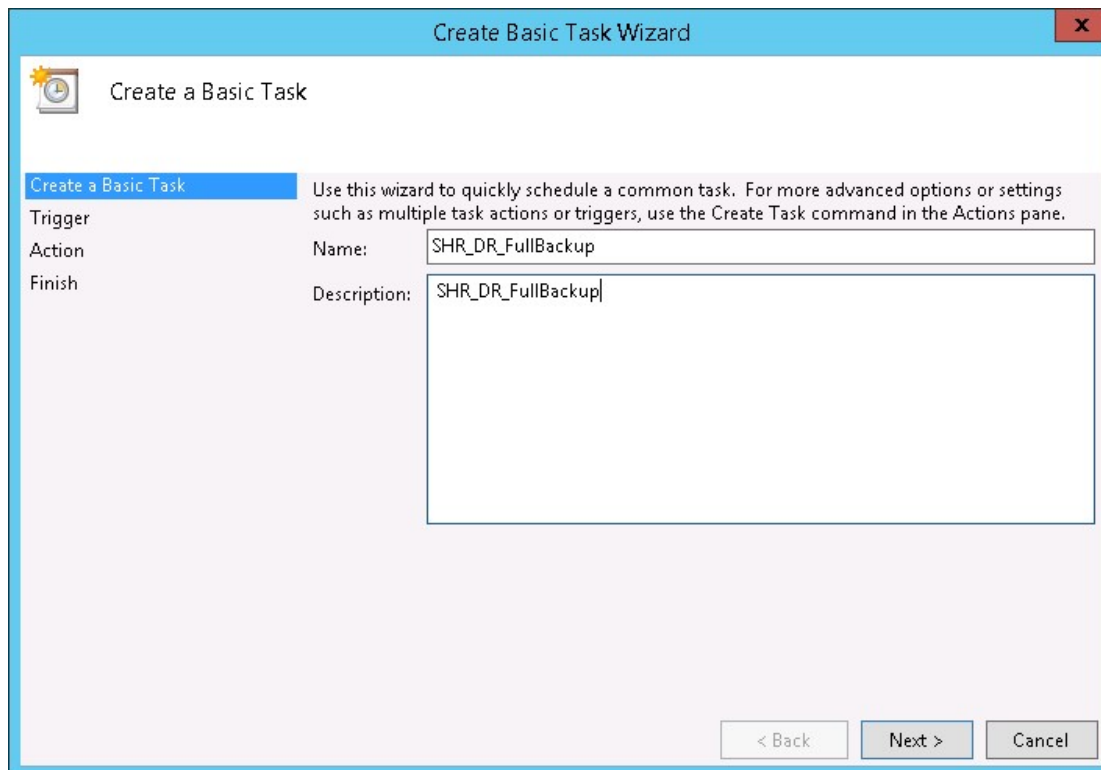 Create Basic Task Wizard
x
Create a Basic Task
Create a Basic Task
Trigger
Action
Finish
Use this wizard to quickly schedule a common task. For more advanced options or settings
such as multiple task actions or triggers, use the Create Task command in the Actions pane.
Name: SHR_DR_FullBackup
Description: SHR_DR_FullBackup
< Back Next > Cancel